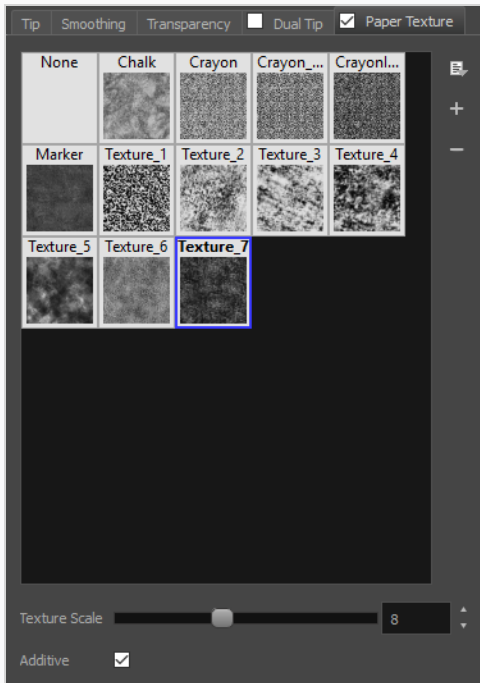 Tip Smoothing Transparency Dual Tip Paper Texture
None Chalk Crayon Crayon_... Crayonl...
Marker Texture_1 Texture_2 Texture_3 Texture_4
Texture_5 Texture_6 Texture_7
Texture Scale 8
Additive